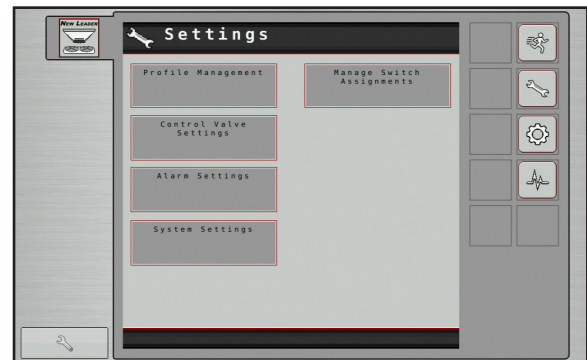 New Leader
Settings
Profile Management
Manage Switch
Assignments
Control Valve
Settings
Alarm Settings
System Settings